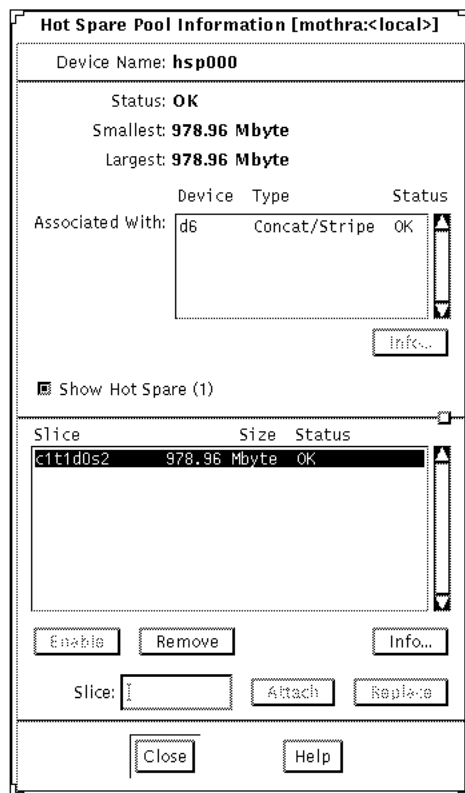 Hot Spare Pool Information [mothra:<local>]
Device Name: hsp000
Status: OK
Smallest: 978.96 Mbyte
Largest: 978.96 Mbyte
Device Type Status
Associated With: d6 Concat/Stripe OK
Info...
Show Hot Spare (1)
Slice Size Status
c1t1d0s2 978.96 Mbyte OK
Enable Remove Info...
Slice: Attach Replace
Close Help